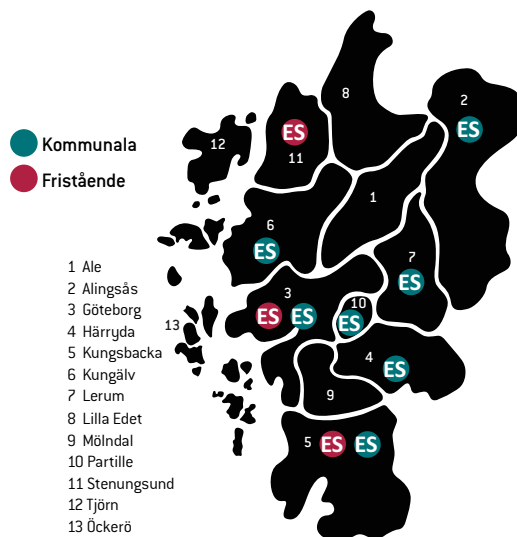 8
2
ES
ES
12
11
Kommunala
Fristående
1
6
ES
7
ES
3
10
ES
ES
ES
13
4
ES
9
5
ES
ES
1 Ale
2 Alingsås
3 Göteborg
4 Härryda
5 Kungsbacka
6 Kungälv
7 Lerum
8 Lilla Edet
9 Mölndal
10 Partille
11 Stenungsund
12 Tjörn
13 Öckerö